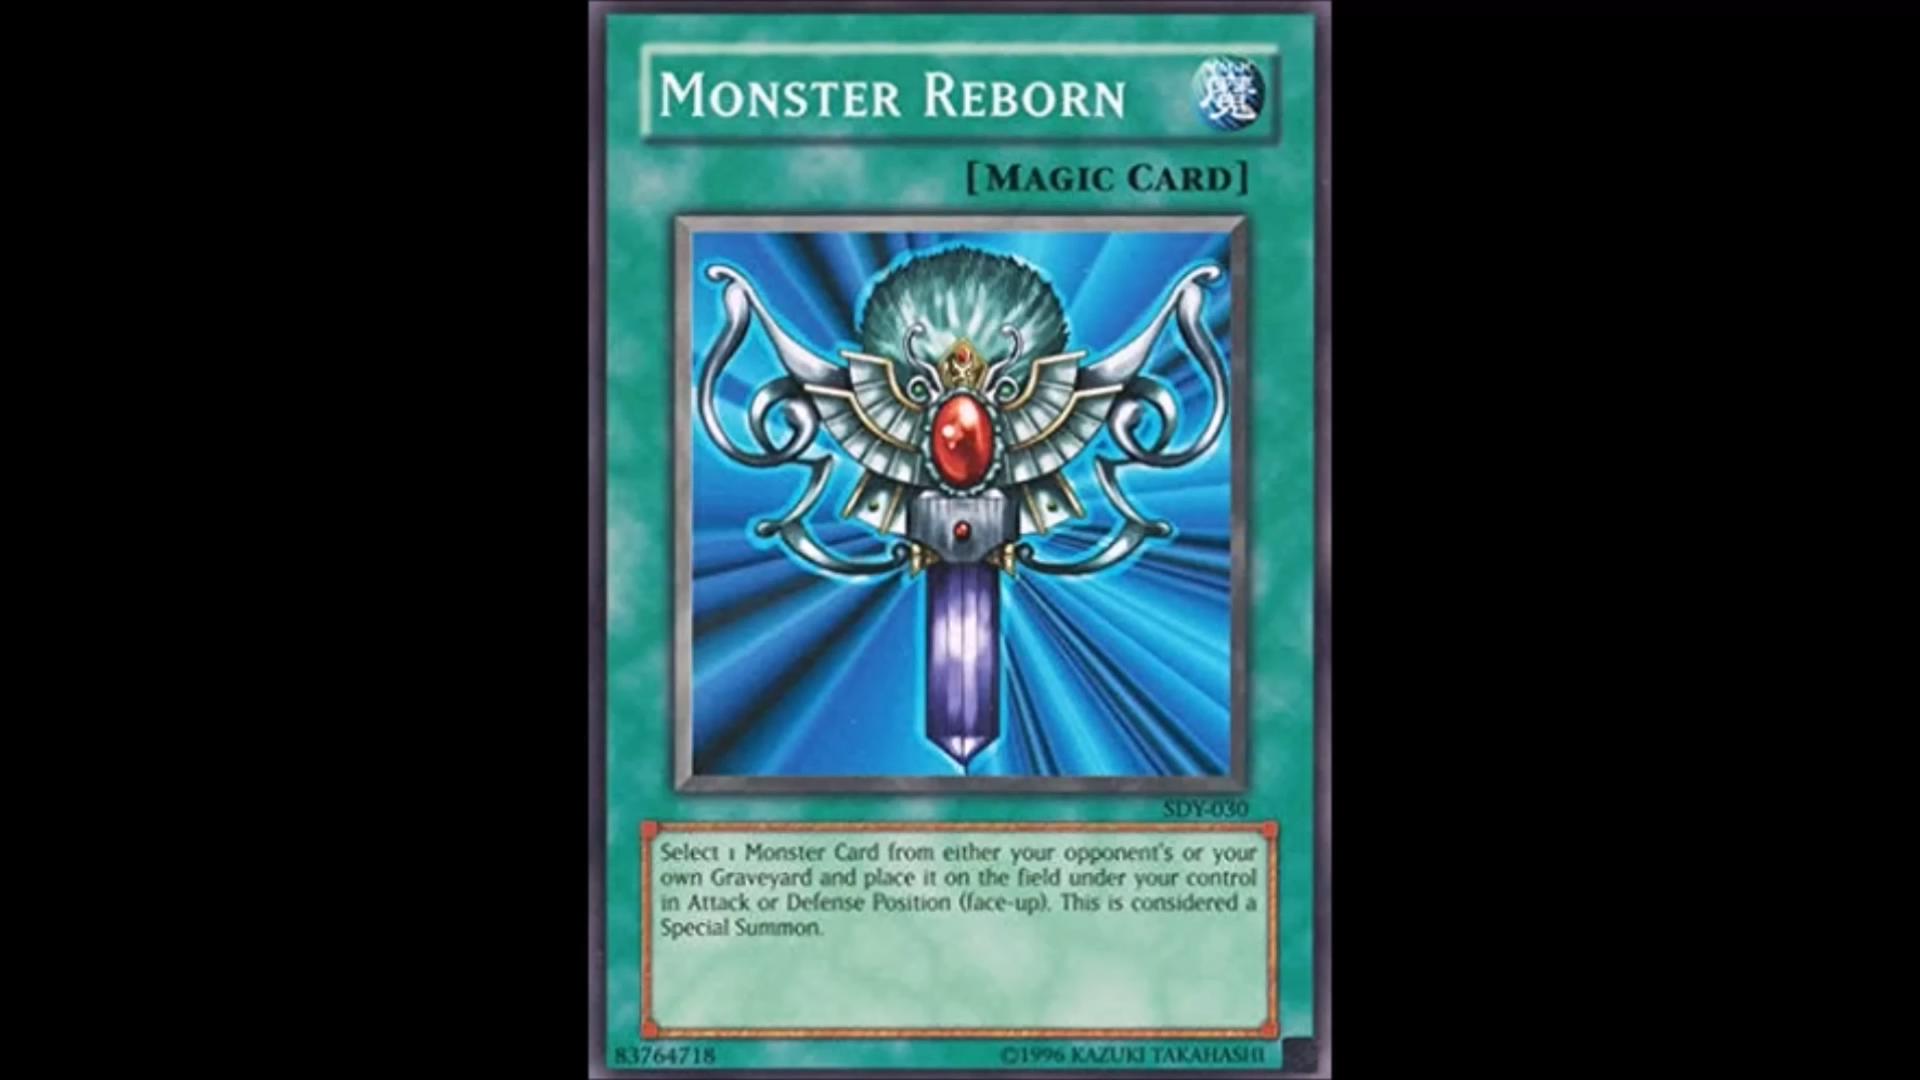 MONSTER REBORN 魔
[MAGIC CARD]
SDY-030
Select 1 Monster Card from either your opponent's or your
own Graveyard and place it on the field under your control
in Attack or Defense Position (face-up). This is considered a
Special Summon.
83764718 ©1996 KAZUKI TAKAHASHI